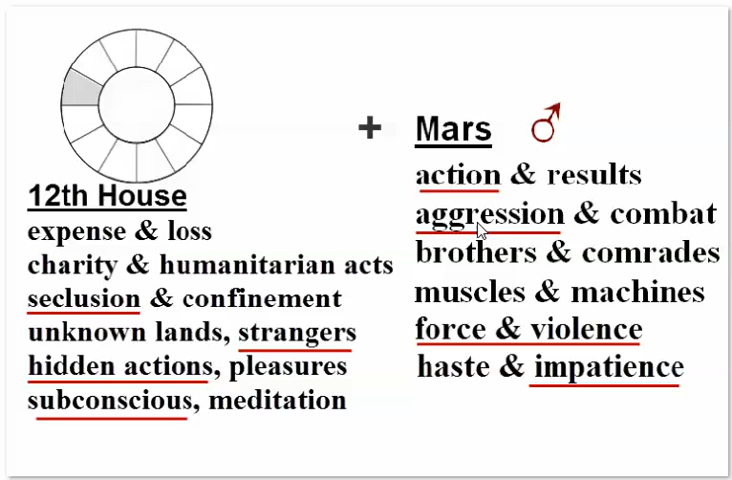 12th House
expense & loss
charity & humanitarian acts
seclusion & confinement
unknown lands, strangers
hidden actions, pleasures
subconscious, meditation
+
Mars ♂
action & results
aggression & combat
brothers & comrades
muscles & machines
force & violence
haste & impatience